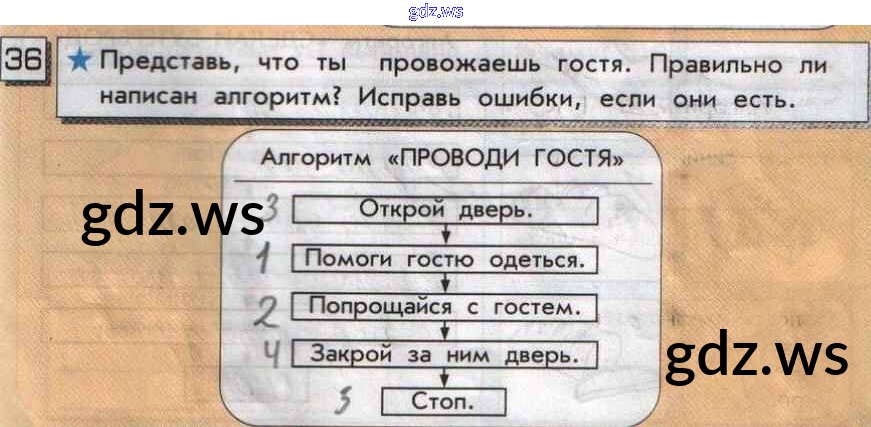 gdz.ws
36 Представь, что ты провожаешь гостя. Правильно ли
написан алгоритм? Исправь ошибки, если они есть.
Алгоритм «ПРОВОДИ ГОСТЯ»
3 Открой дверь.
gdz.ws
1 Помоги гостю одеться.
2 Попрощайся с гостем.
4 Закрой за ним дверь.
gdz.ws
5 Стоп.